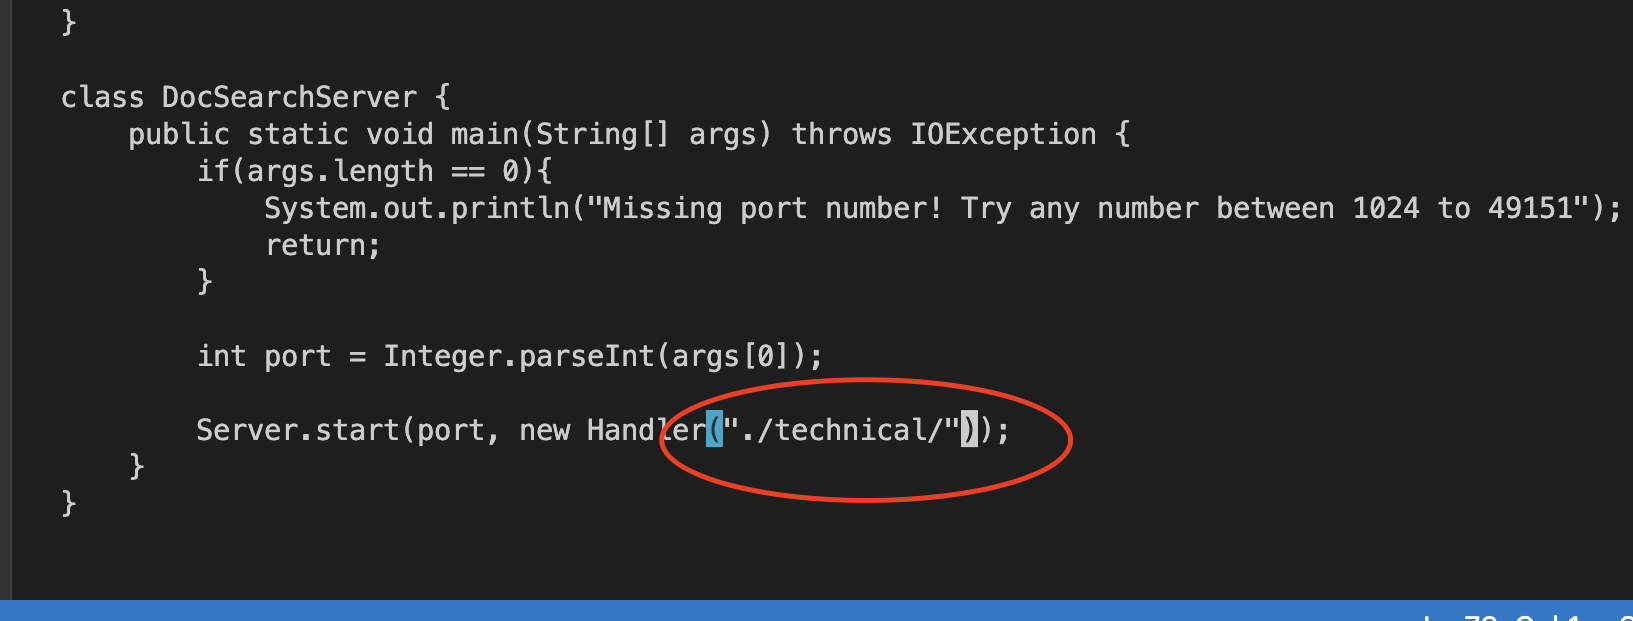 }
class DocSearchServer {
    public static void main(String[] args) throws IOException {
        if(args.length == 0){
            System.out.println("Missing port number! Try any number between 1024 to 49151");
            return;
        }
        int port = Integer.parseInt(args[0]);
        Server.start(port, new Handler("./technical/"));
    }
}